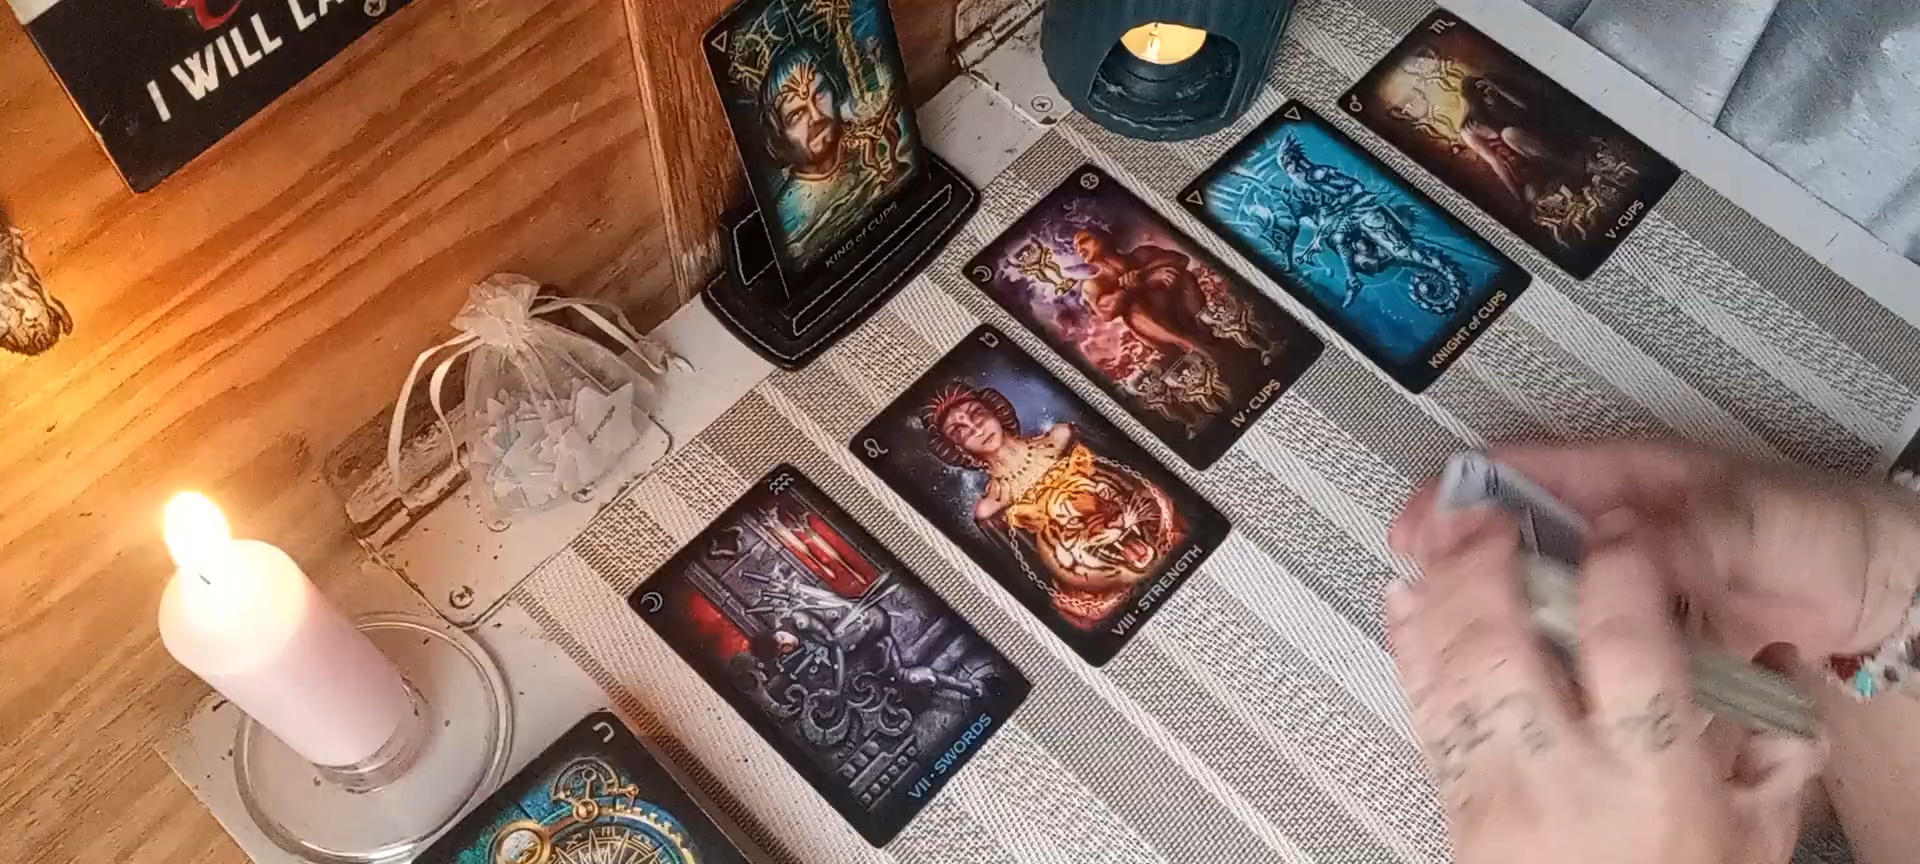 I WILL LA
KING of CUPS
V · CUPS
KNIGHT of CUPS
IV · CUPS
VIII · STRENGTH
VII · SWORDS